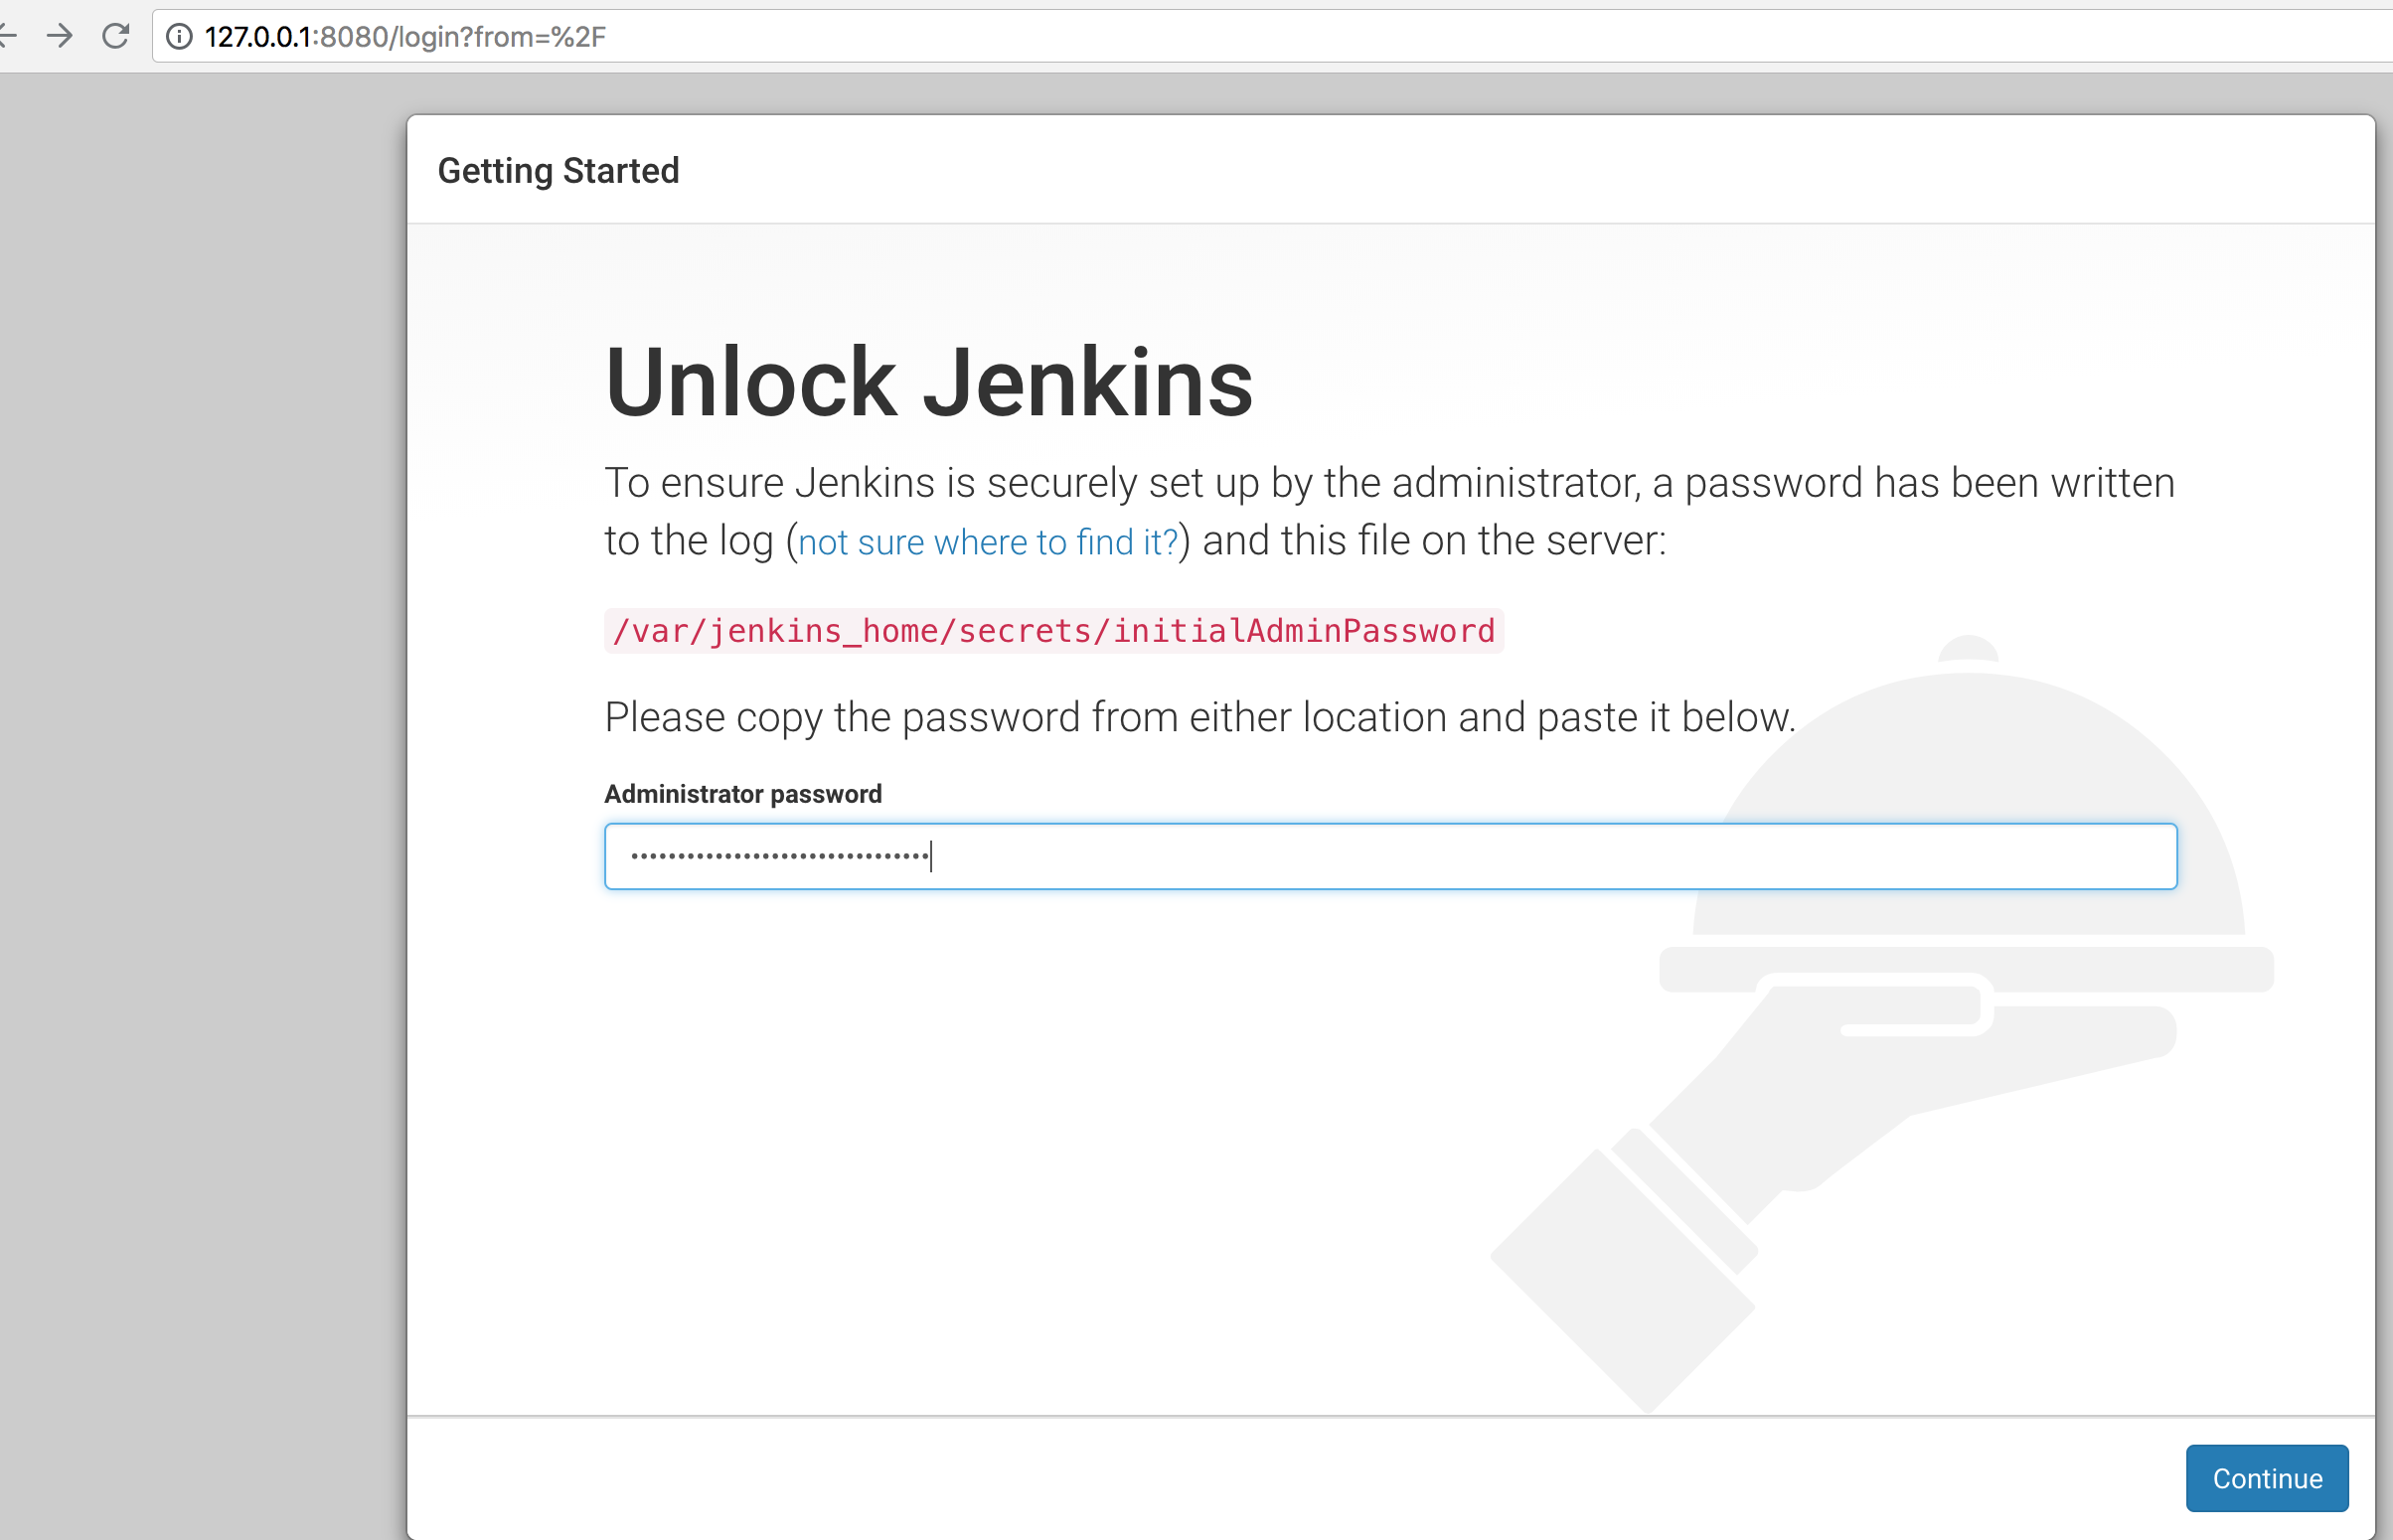 127.0.0.1:8080/login?from=%2F
Getting Started
Unlock Jenkins
To ensure Jenkins is securely set up by the administrator, a password has been written
to the log (not sure where to find it?) and this file on the server:
/var/jenkins_home/secrets/initialAdminPassword
Please copy the password from either location and paste it below.
Administrator password
••••••••••••••••••••••••••••••••
Continue